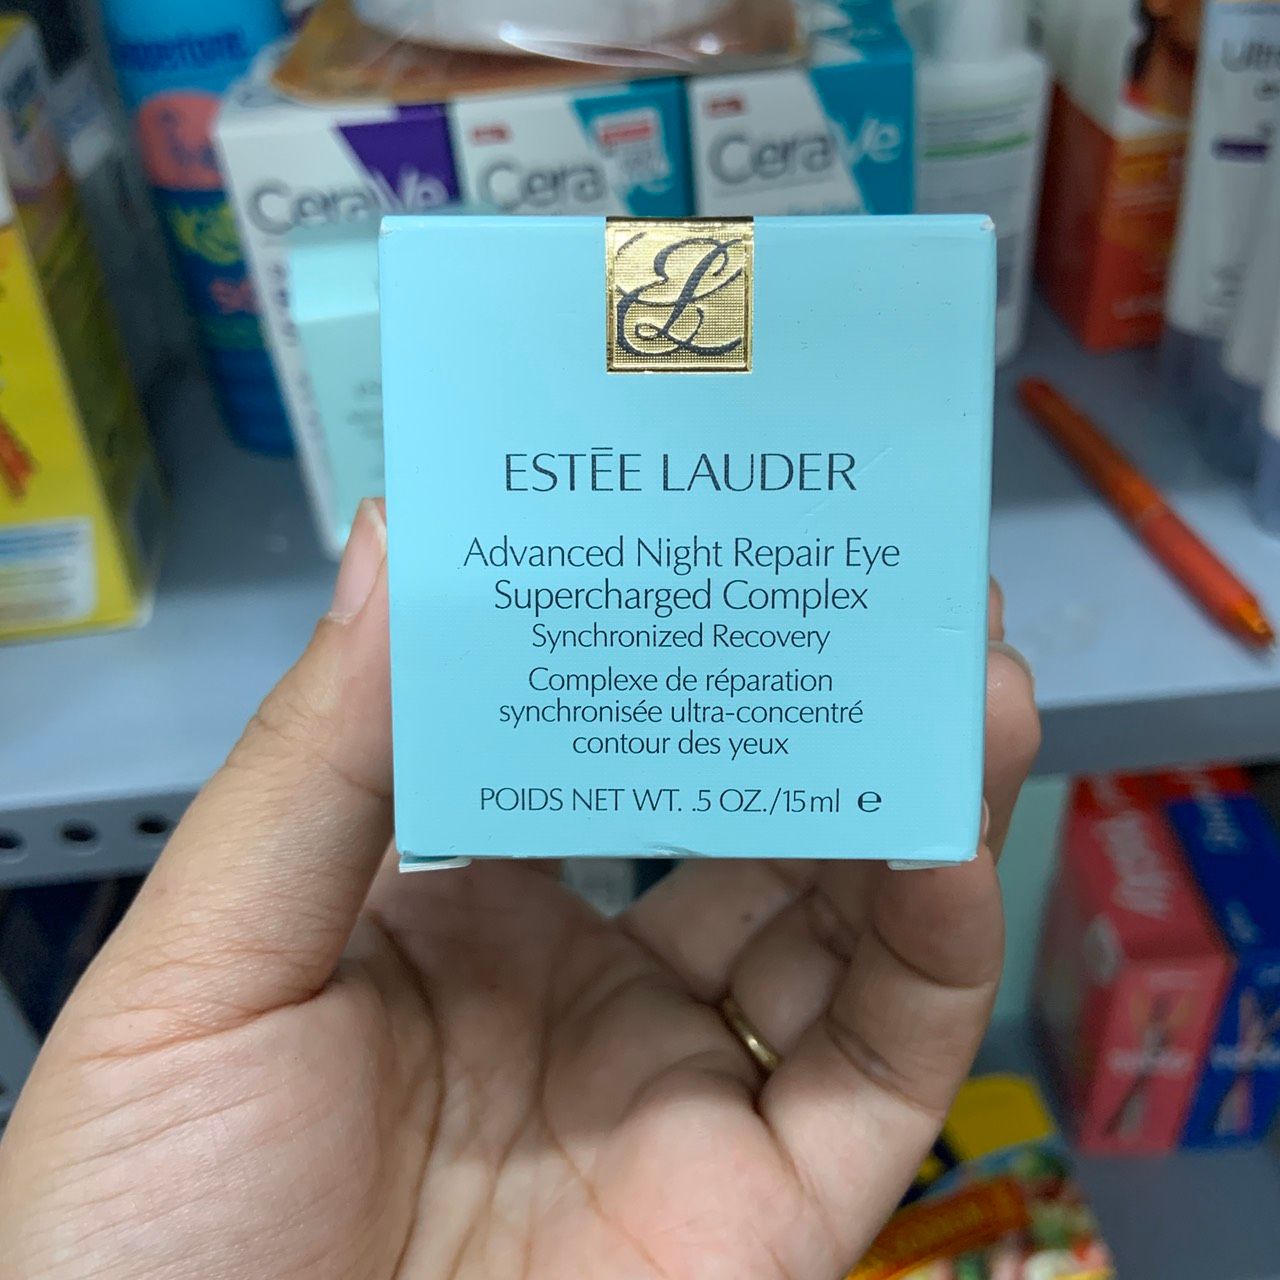 CeraVe
CeraVe
CeraVe
EL
ESTĒE LAUDER
Advanced Night Repair Eye
Supercharged Complex
Synchronized Recovery
Complexe de réparation
synchronisée ultra-concentré
contour des yeux
POIDS NET WT. .5 OZ./15ml ℮